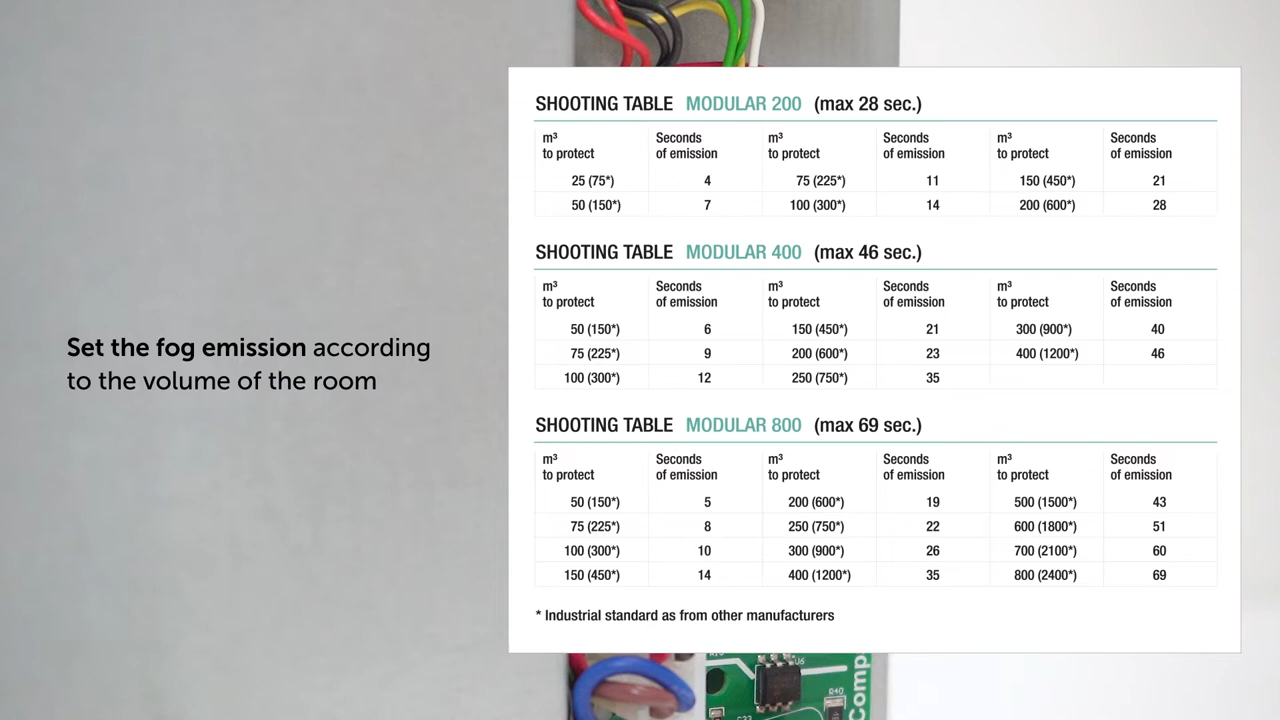 Set the fog emission according
to the volume of the room
SHOOTING TABLE MODULAR 200 (max 28 sec.)
m³ to protect Seconds of emission m³ to protect Seconds of emission m³ to protect Seconds of emission
25 (75*) 4 75 (225*) 11 150 (450*) 21
50 (150*) 7 100 (300*) 14 200 (600*) 28
SHOOTING TABLE MODULAR 400 (max 46 sec.)
m³ to protect Seconds of emission m³ to protect Seconds of emission m³ to protect Seconds of emission
50 (150*) 6 150 (450*) 21 300 (900*) 40
75 (225*) 9 200 (600*) 23 400 (1200*) 46
100 (300*) 12 250 (750*) 35
SHOOTING TABLE MODULAR 800 (max 69 sec.)
m³ to protect Seconds of emission m³ to protect Seconds of emission m³ to protect Seconds of emission
50 (150*) 5 200 (600*) 19 500 (1500*) 43
75 (225*) 8 250 (750*) 22 600 (1800*) 51
100 (300*) 10 300 (900*) 26 700 (2100*) 60
150 (450*) 14 400 (1200*) 35 800 (2400*) 69
* Industrial standard as from other manufacturers
R40
Comp